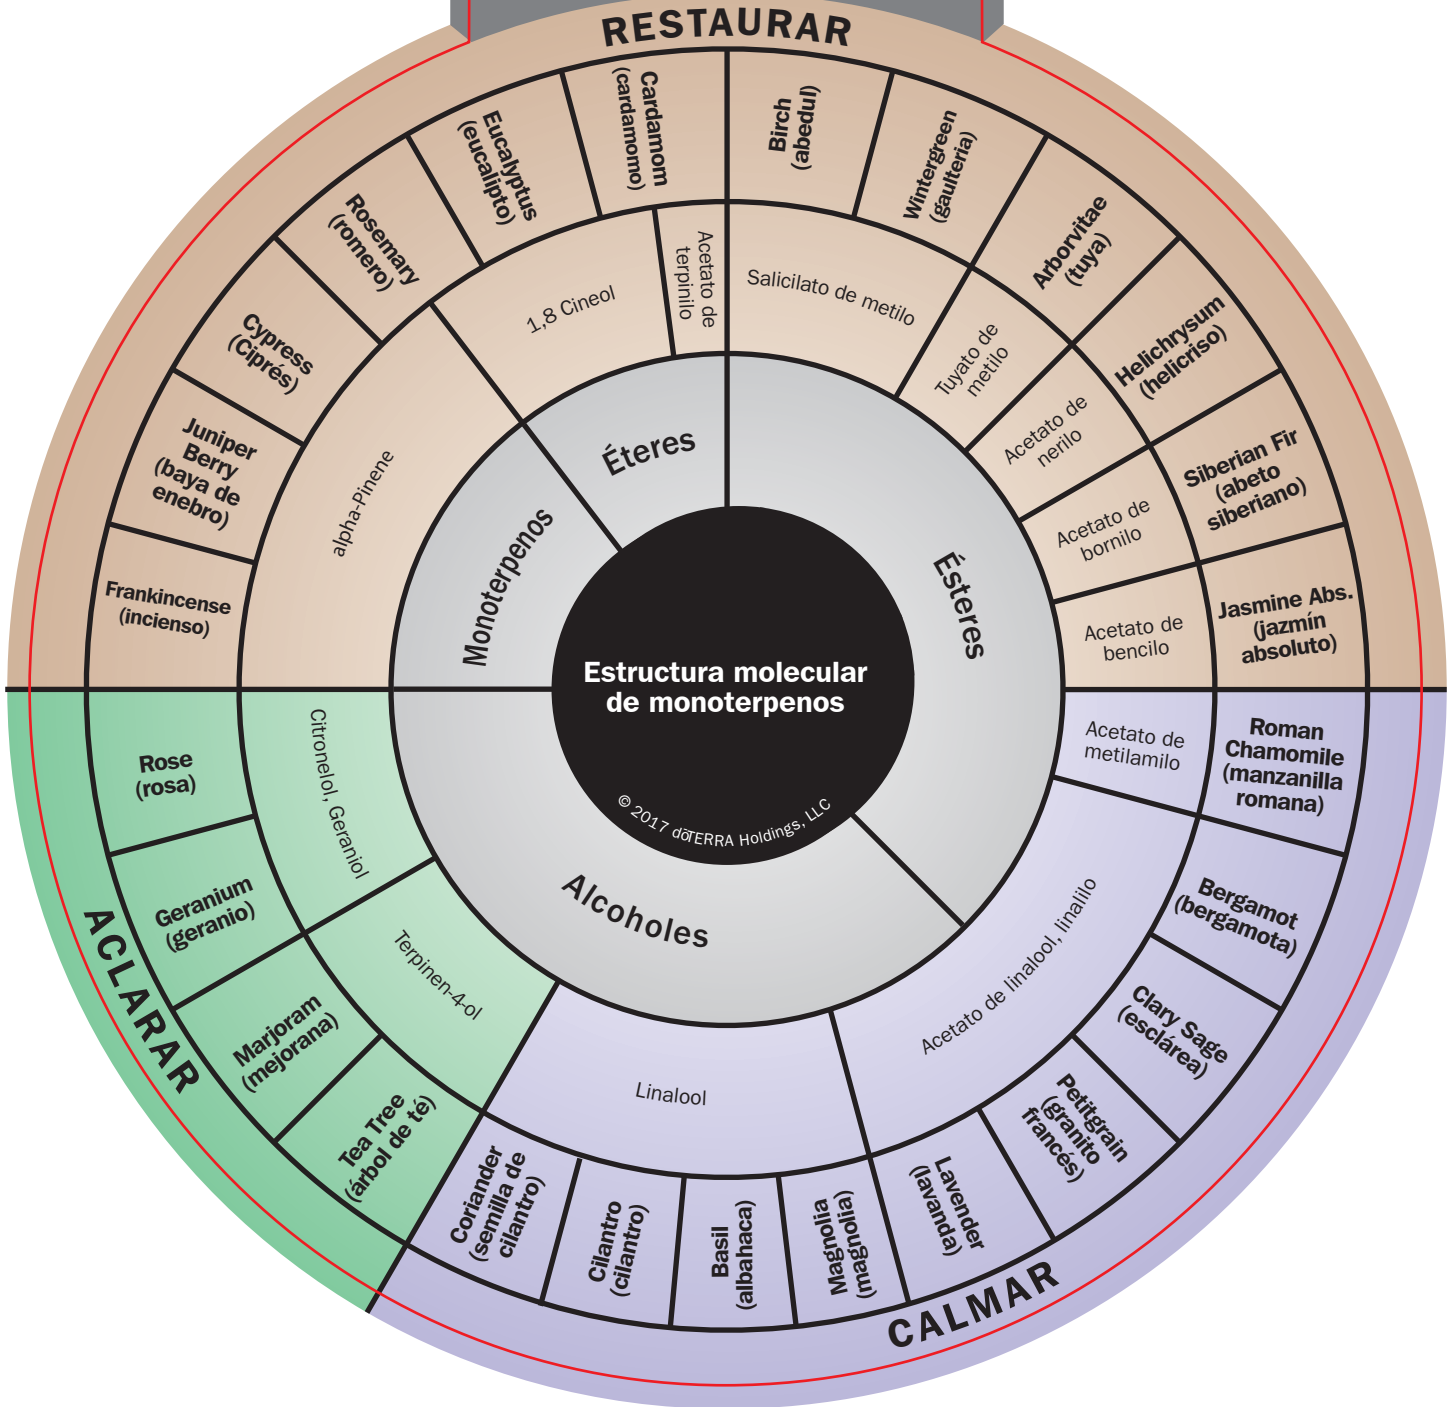 RESTAURAR
Cardamom
(cardamomo)
Birch
(abedul)
Wintergreen
(gaulteria)
Arborvitae
(tuya)
Helichrysum
(helicriso)
Siberian Fir
(abeto
siberiano)
Jasmine Abs.
(jazmín
absoluto)
Roman
Chamomile
(manzanilla
romana)
Bergamot
(bergamota)
Clary Sage
(esclárea)
Petitgrain
(granito
francés)
Lavender
(lavanda)
CALMAR
Magnolia
(magnolia)
Basil
(albahaca)
Cilantro
(cilantro)
Coriander
(semilla de
cilantro)
Tea Tree
(árbol de té)
Marjoram
(mejorana)
ACLARAR
Geranium
(geranio)
Rose
(rosa)
Frankincense
(incienso)
Juniper
Berry
(baya de
enebro)
Cypress
(Ciprés)
Rosemary
(romero)
Eucalyptus
(eucalipto)
Acetato de
terpinilo
Salicilato de metilo
Tuyato de
metilo
Acetato de
nerilo
Acetato de
bornilo
Acetato de
bencilo
Acetato de
metilamilo
Acetato de linalool, linalilo
Linalool
Terpinen-4-ol
Citronelol, Geraniol
alpha-Pinene
1,8 Cineol
Éteres
Ésteres
Alcoholes
Monoterpenos
Estructura molecular
de monoterpenos
© 2017 dōTERRA Holdings, LLC